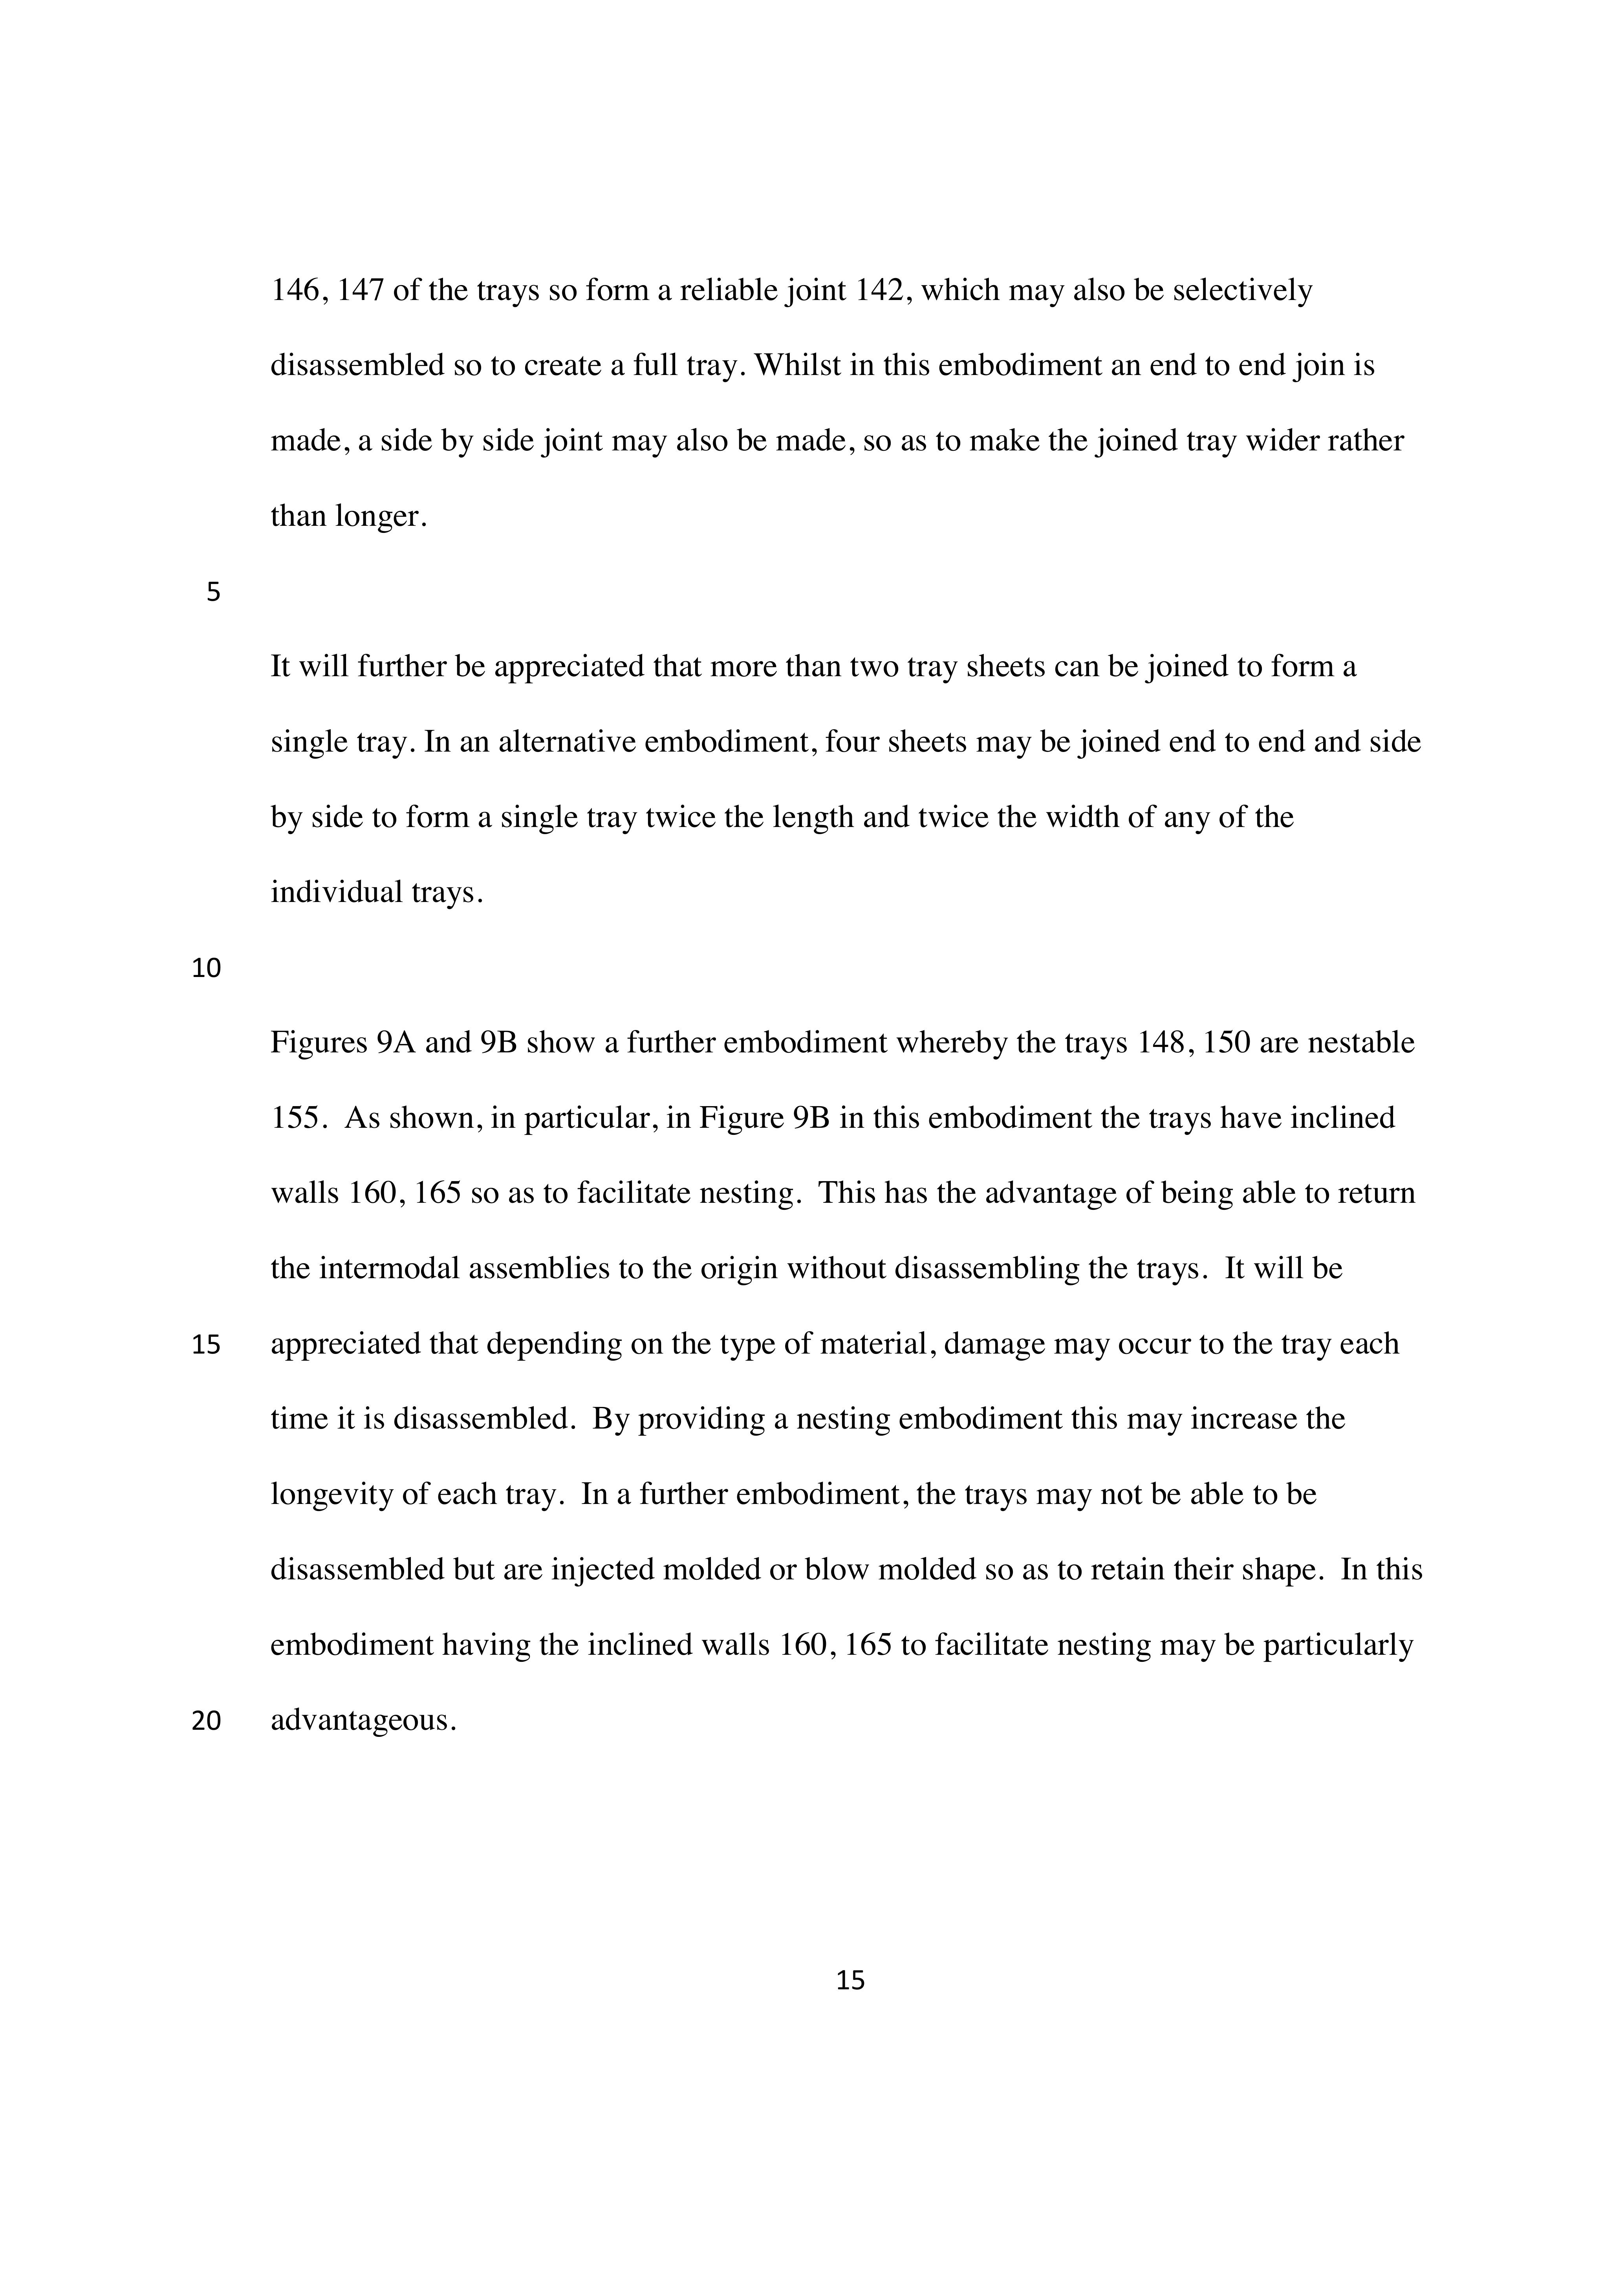 146, 147 of the trays so form a reliable joint 142, which may also be selectively
disassembled so to create a full tray. Whilst in this embodiment an end to end join is
made, a side by side joint may also be made, so as to make the joined tray wider rather
than longer.
5
It will further be appreciated that more than two tray sheets can be joined to form a
single tray. In an alternative embodiment, four sheets may be joined end to end and side
by side to form a single tray twice the length and twice the width of any of the
individual trays.
10
Figures 9A and 9B show a further embodiment whereby the trays 148, 150 are nestable
155.  As shown, in particular, in Figure 9B in this embodiment the trays have inclined
walls 160, 165 so as to facilitate nesting.  This has the advantage of being able to return
the intermodal assemblies to the origin without disassembling the trays.  It will be
15 appreciated that depending on the type of material, damage may occur to the tray each
time it is disassembled.  By providing a nesting embodiment this may increase the
longevity of each tray.  In a further embodiment, the trays may not be able to be
disassembled but are injected molded or blow molded so as to retain their shape.  In this
embodiment having the inclined walls 160, 165 to facilitate nesting may be particularly
20 advantageous.
15